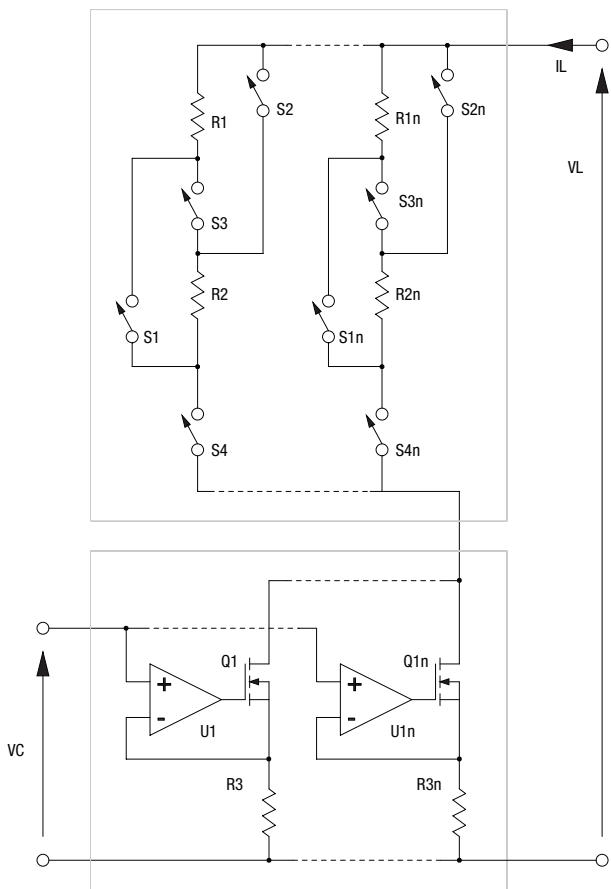 IL
S2
S2n
R1
R1n
VL
S3
S3n
R2
R2n
S1
S1n
S4
S4n
Q1
Q1n
+
+
-
-
U1
U1n
VC
R3
R3n